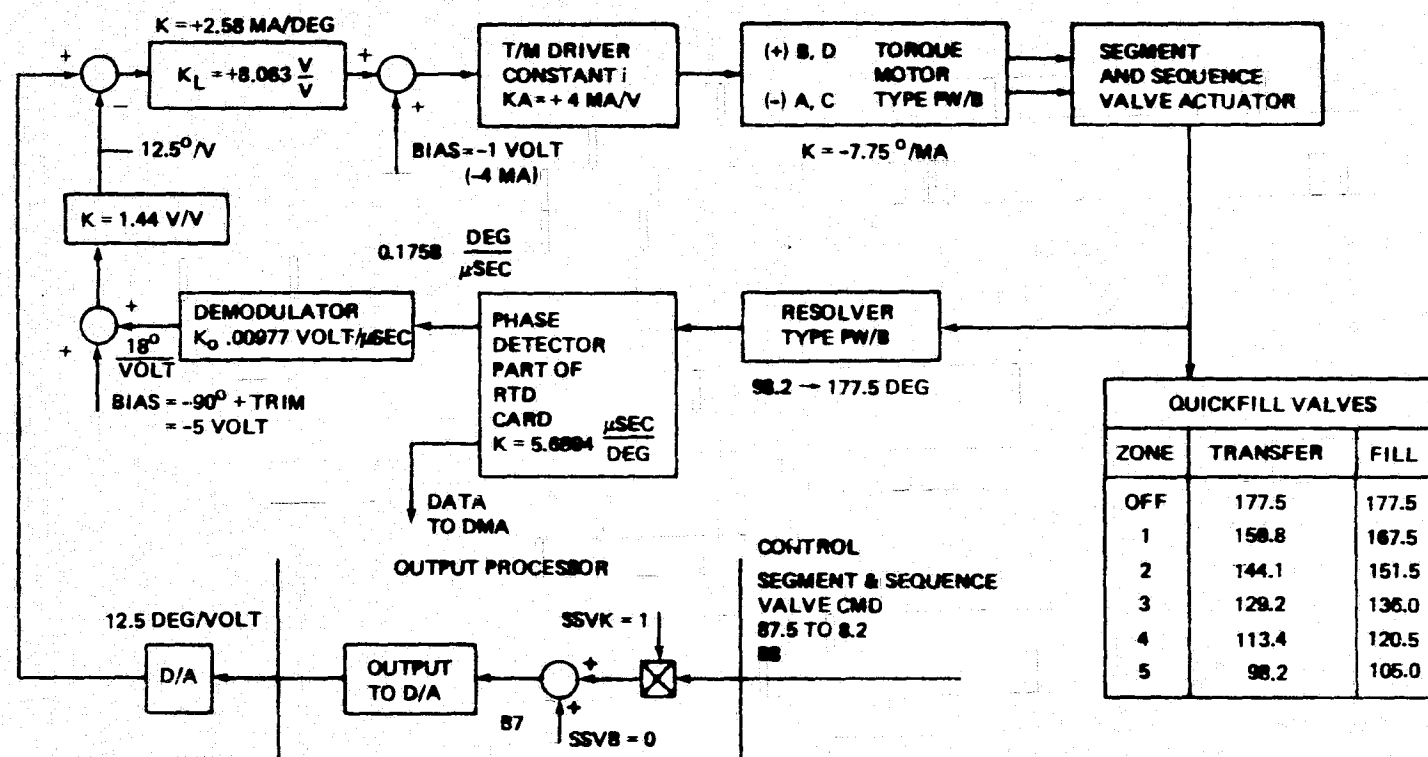 K = +2.58 MA/DEG
+
K_L = +8.063 V/V
+
T/M DRIVER
CONSTANT i
KA = + 4 MA/V
(+) B, D TORQUE
MOTOR
(-) A, C TYPE PW/B
SEGMENT
AND SEQUENCE
VALVE ACTUATOR
-
+
12.5°/V
BIAS = -1 VOLT
(-4 MA)
K = -7.75 °/MA
K = 1.44 V/V
0.1758 DEG/μSEC
+
DEMODULATOR
K_o .00977 VOLT/μSEC
+
18°/VOLT
BIAS = -90° + TRIM
= -5 VOLT
PHASE
DETECTOR
PART OF
RTD
CARD
K = 5.6894 μSEC/DEG
RESOLVER
TYPE PW/B
98.2 → 177.5 DEG
DATA
TO DMA
QUICKFILL VALVES
ZONE TRANSFER FILL
OFF 177.5 177.5
1 158.8 167.5
2 144.1 151.5
3 129.2 136.0
4 113.4 120.5
5 98.2 105.0
OUTPUT PROCESSOR
CONTROL
SEGMENT & SEQUENCE
VALVE CMD
87.5 TO 8.2
12.5 DEG/VOLT
SSVK = 1
D/A
OUTPUT
TO D/A
+
+
B7
SSVB = 0